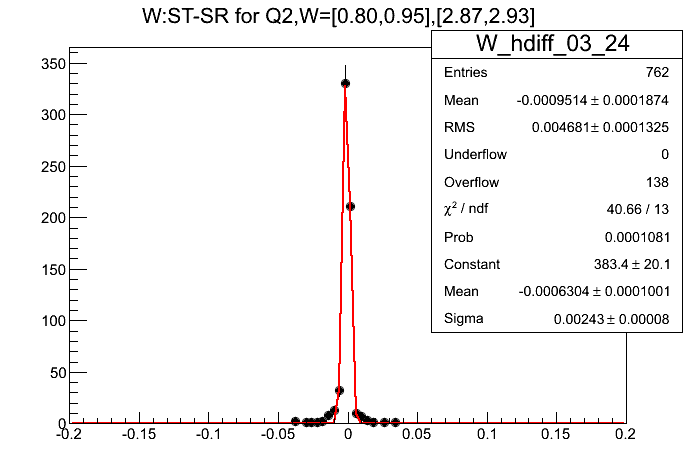 W:ST-SR for Q2,W=[0.80,0.95],[2.87,2.93]
W_hdiff_03_24
Entries 762
Mean -0.0009514 ± 0.0001874
RMS 0.004681 ± 0.0001325
Underflow 0
Overflow 138
χ² / ndf 40.66 / 13
Prob 0.0001081
Constant 383.4 ± 20.1
Mean -0.0006304 ± 0.0001001
Sigma 0.00243 ± 0.00008
350
300
250
200
150
100
50
0
-0.2 -0.15 -0.1 -0.05 0 0.05 0.1 0.15 0.2